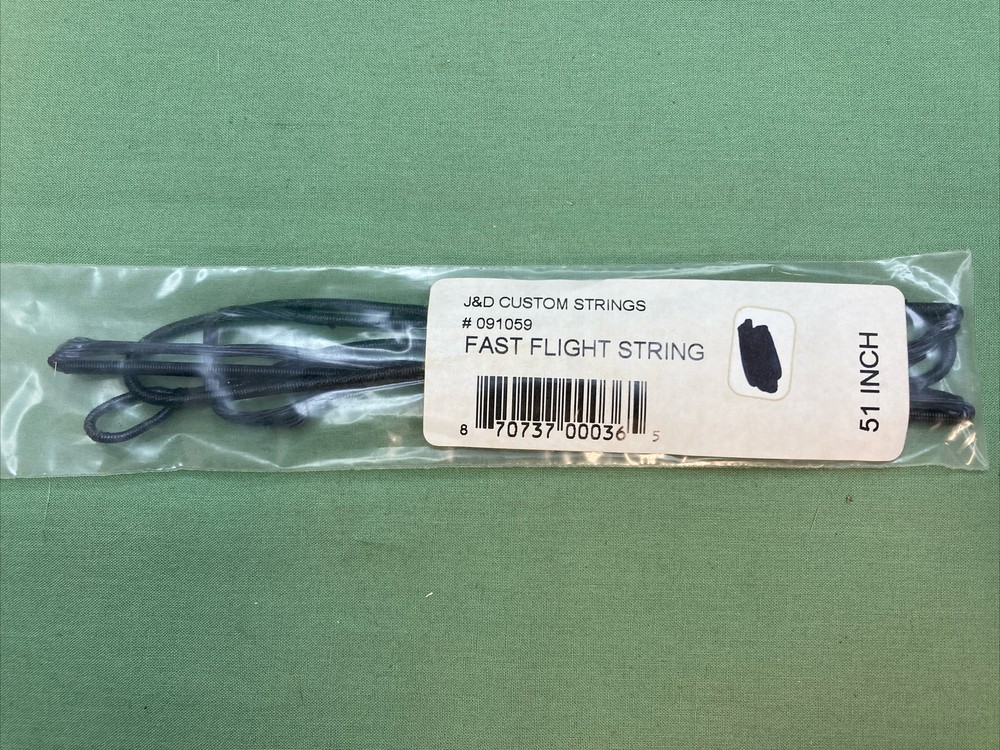 J&D CUSTOM STRINGS
# 091059
FAST FLIGHT STRING
8 70737 00036 5
51 INCH